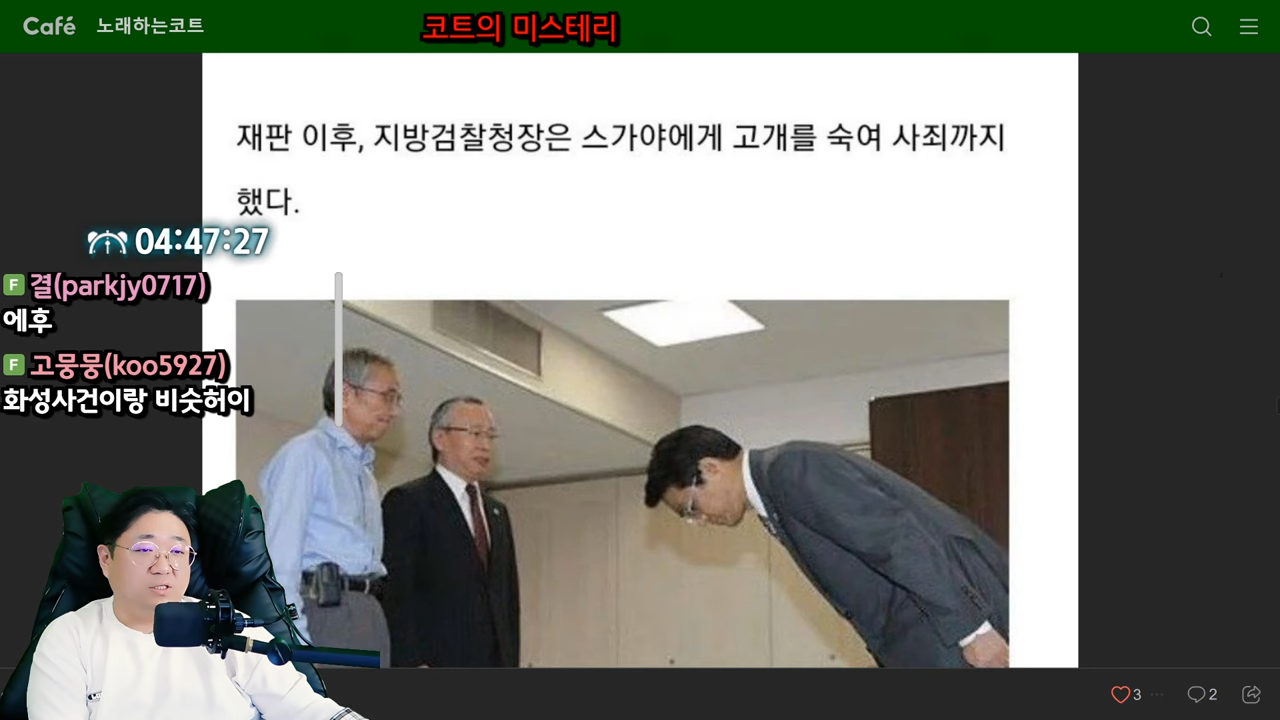 Café 노래하는코트
코트의 미스테리
재판 이후, 지방검찰청장은 스가야에게 고개를 숙여 사죄까지
했다.
04:47:27
F 결(parkjy0717)
에후
F 고뭉뭉(koo5927)
화성사건이랑 비슷허이
3
2